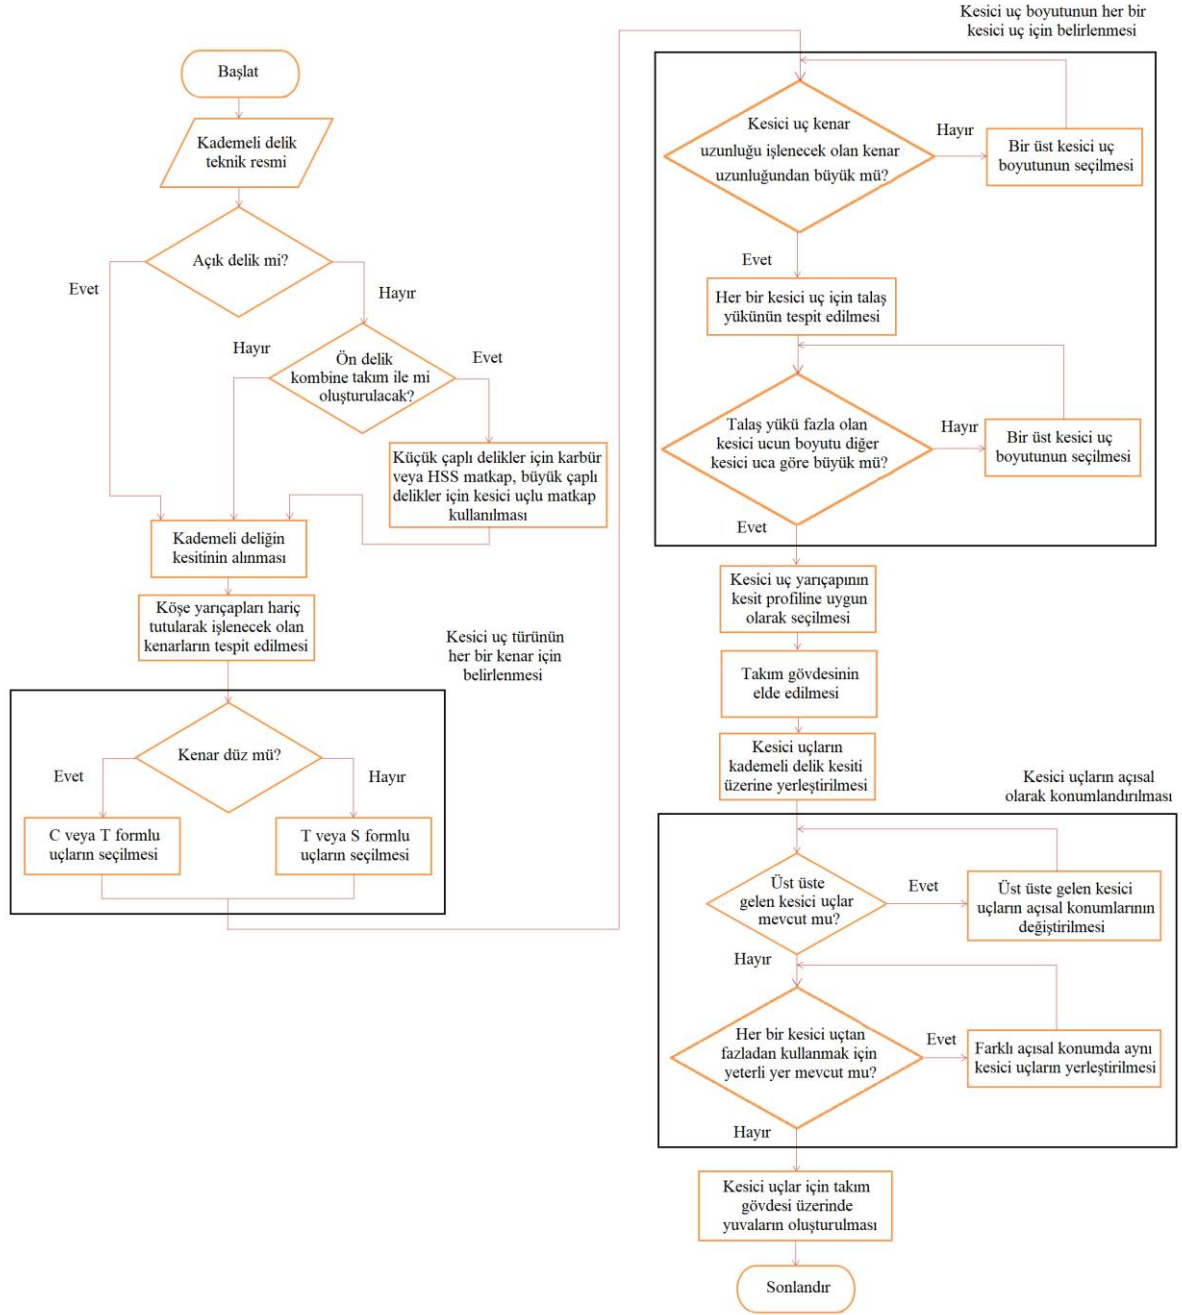 Başlat
Kademeli delik
teknik resmi
Açık delik mi?
Evet
Hayır
Ön delik
kombine takım ile mi
oluşturulacak?
Hayır
Evet
Küçük çaplı delikler için karbür
veya HSS matkap, büyük çaplı
delikler için kesici uçlu matkap
kullanılması
Kademeli deliğin
kesitinin alınması
Köşe yarıçapları hariç
tutularak işlenecek olan
kenarların tespit edilmesi
Kesici uç türünün
her bir kenar için
belirlenmesi
Kenar düz mü?
Evet
Hayır
C veya T formlu
uçların seçilmesi
T veya S formlu
uçların seçilmesi
Kesici uç boyutunun her bir
kesici uç için belirlenmesi
Kesici uç kenar
uzunluğu işlenecek olan kenar
uzunluğundan büyük mü?
Hayır
Bir üst kesici uç
boyutunun seçilmesi
Evet
Her bir kesici uç için talaş
yükünün tespit edilmesi
Talaş yükü fazla olan
kesici ucun boyutu diğer
kesici uca göre büyük mü?
Hayır
Bir üst kesici uç
boyutunun seçilmesi
Evet
Kesici uç yarıçapının
kesit profiline uygun
olarak seçilmesi
Takım gövdesinin
elde edilmesi
Kesici uçların
kademeli delik kesiti
üzerine yerleştirilmesi
Kesici uçların açısal
olarak konumlandırılması
Üst üste
gelen kesici uçlar
mevcut mu?
Evet
Üst üste gelen kesici
uçların açısal konumlarının
değiştirilmesi
Hayır
Her bir kesici uçtan
fazladan kullanmak için
yeterli yer mevcut mu?
Evet
Farklı açısal konumda aynı
kesici uçların yerleştirilmesi
Hayır
Kesici uçlar için takım
gövdesi üzerinde
yuvaların oluşturulması
Sonlandır